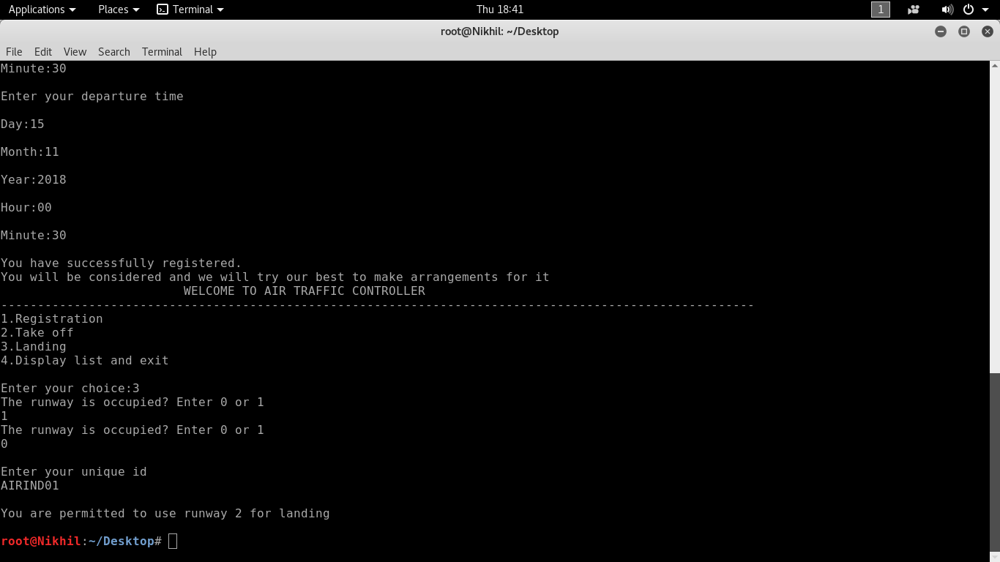 Applications Places Terminal Thu 18:41 1
root@Nikhil: ~/Desktop
File Edit View Search Terminal Help
Minute:30
Enter your departure time
Day:15
Month:11
Year:2018
Hour:00
Minute:30
You have successfully registered.
You will be considered and we will try our best to make arrangements for it
WELCOME TO AIR TRAFFIC CONTROLLER
-------------------------------------------------------------------------------------------------------
1.Registration
2.Take off
3.Landing
4.Display list and exit
Enter your choice:3
The runway is occupied? Enter 0 or 1
1
The runway is occupied? Enter 0 or 1
0
Enter your unique id
AIRIND01
You are permitted to use runway 2 for landing
root@Nikhil:~/Desktop#